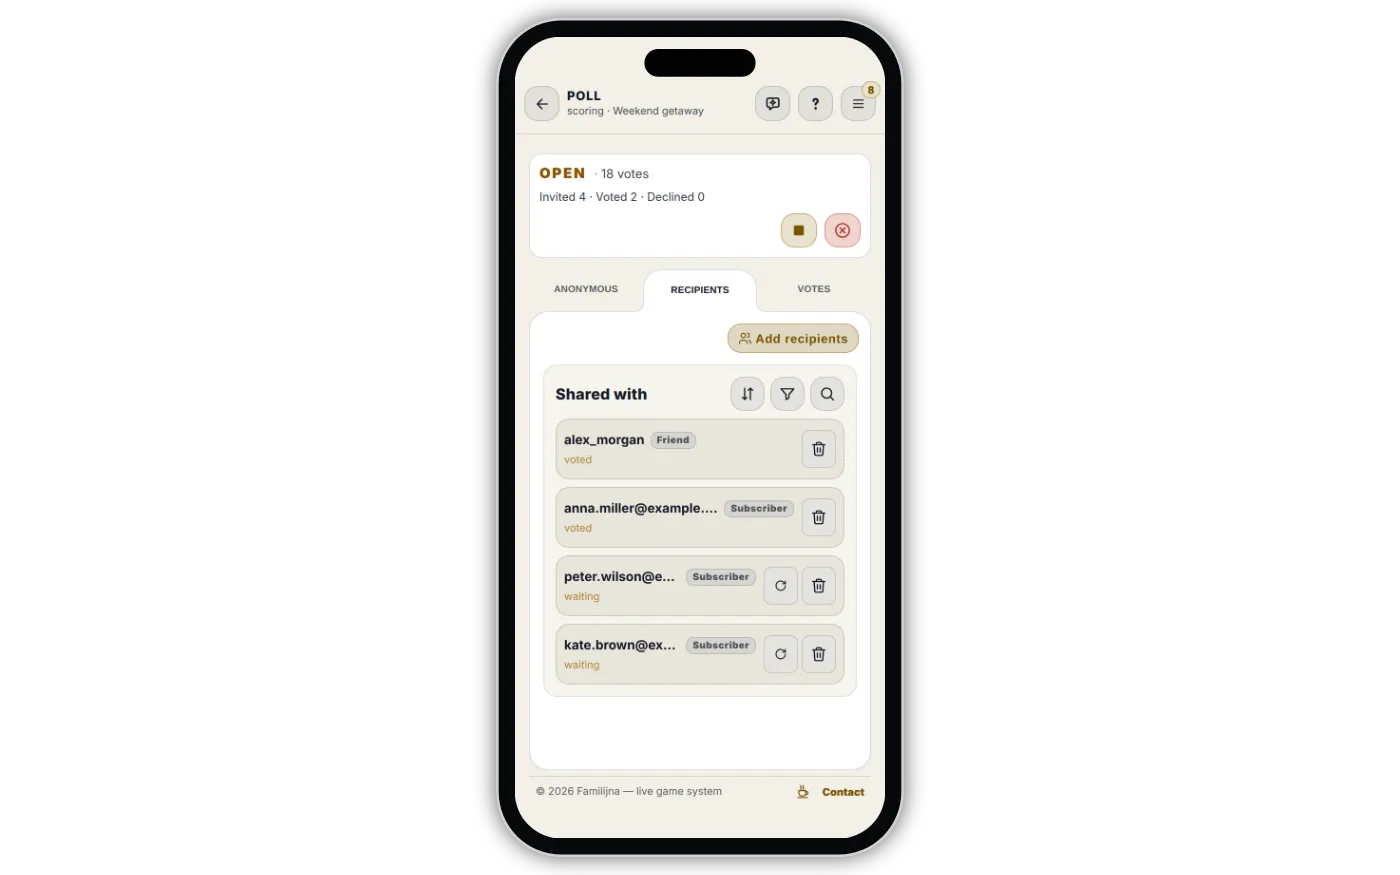 POLL
scoring · Weekend getaway
?
8
OPEN · 18 votes
Invited 4 · Voted 2 · Declined 0
ANONYMOUS
RECIPIENTS
VOTES
Add recipients
Shared with
alex_morgan Friend
voted
anna.miller@example.... Subscriber
voted
peter.wilson@e... Subscriber
waiting
kate.brown@ex... Subscriber
waiting
© 2026 Familijna — live game system
Contact